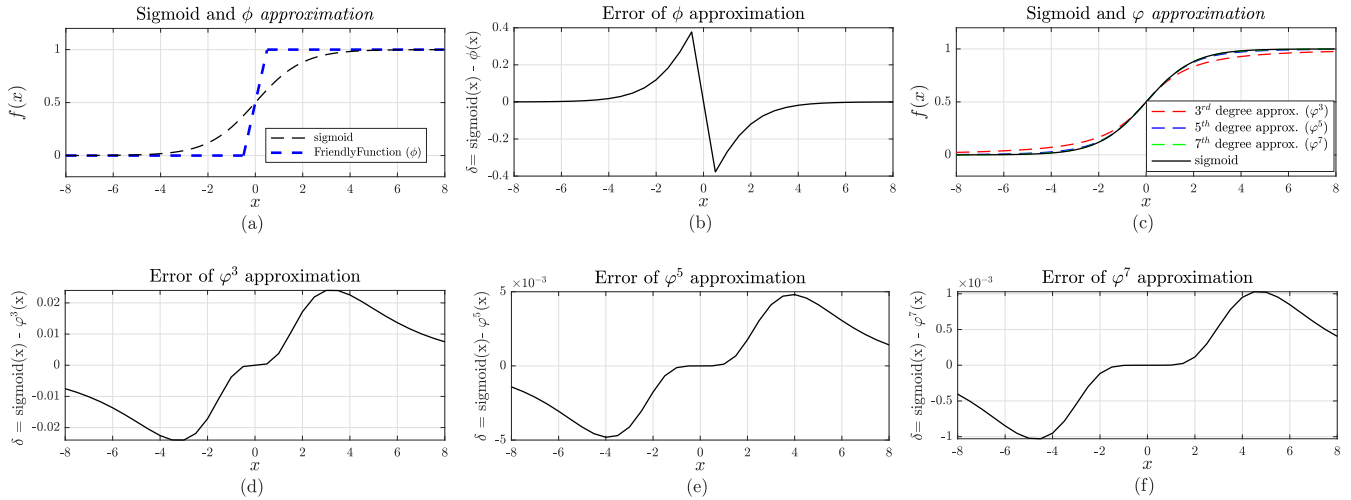 Sigmoid and ϕ approximation
f(x)
1
0.5
0
sigmoid
FriendlyFunction (ϕ)
-8 -6 -4 -2 0 2 4 6 8
x
(a)
Error of ϕ approximation
δ= sigmoid(x) - ϕ(x)
0.4
0.2
0
-0.2
-0.4
-8 -6 -4 -2 0 2 4 6 8
x
(b)
Sigmoid and φ approximation
f(x)
1
0.5
0
3rd degree approx. (φ³)
5th degree approx. (φ⁵)
7th degree approx. (φ⁷)
sigmoid
-8 -6 -4 -2 0 2 4 6 8
x
(c)
Error of φ³ approximation
δ = sigmoid(x) - φ³(x)
0.02
0.01
0
-0.01
-0.02
-8 -6 -4 -2 0 2 4 6 8
x
(d)
Error of φ⁵ approximation
×10⁻³
δ = sigmoid(x)- φ⁵(x)
5
0
-5
-8 -6 -4 -2 0 2 4 6 8
x
(e)
Error of φ⁷ approximation
×10⁻³
δ= sigmoid(x) - φ⁷(x)
1
0.5
0
-0.5
-1
-8 -6 -4 -2 0 2 4 6 8
x
(f)